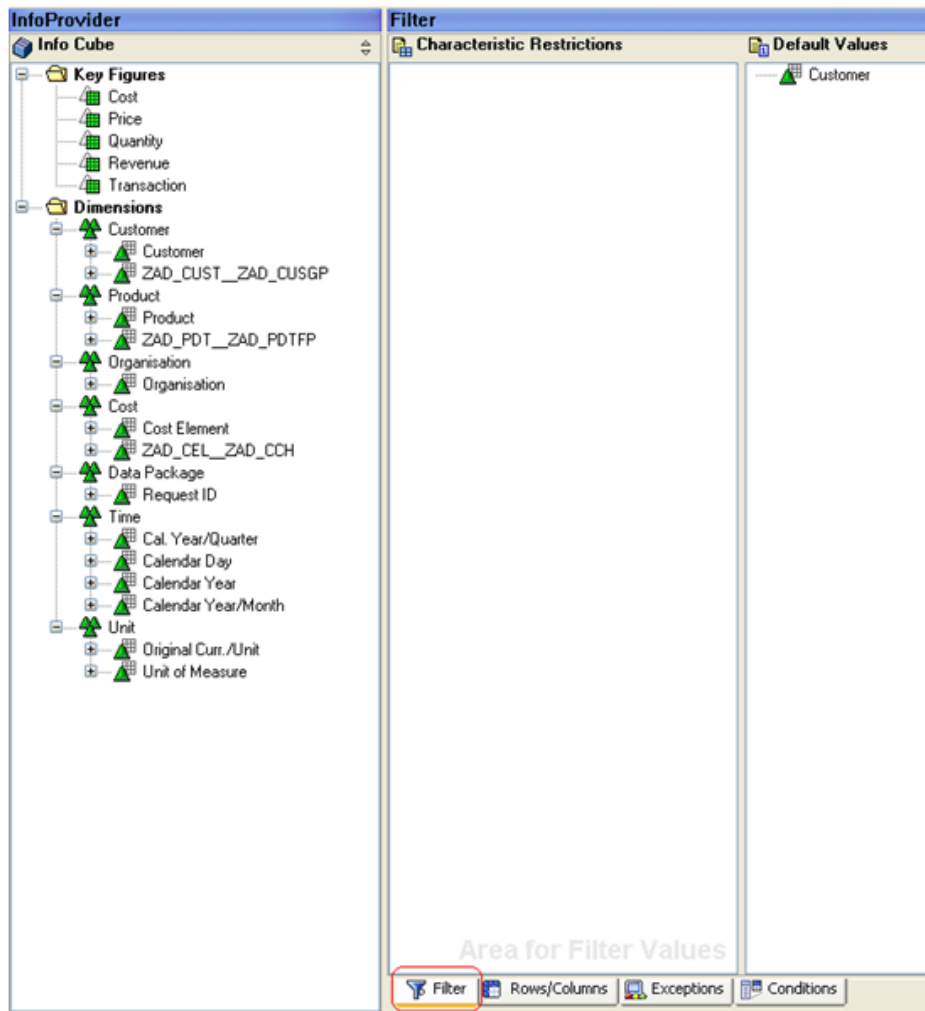 InfoProvider
Info Cube
Key Figures
Cost
Price
Quantity
Revenue
Transaction
Dimensions
Customer
Customer
ZAD_CUST__ZAD_CUSGP
Product
Product
ZAD_PDT__ZAD_PDTFP
Organisation
Organisation
Cost
Cost Element
ZAD_CEL__ZAD_CCH
Data Package
Request ID
Time
Cal. Year/Quarter
Calendar Day
Calendar Year
Calendar Year/Month
Unit
Original Curr./Unit
Unit of Measure
Filter
Characteristic Restrictions
Area for Filter Values
Default Values
Customer
Filter Rows/Columns Exceptions Conditions